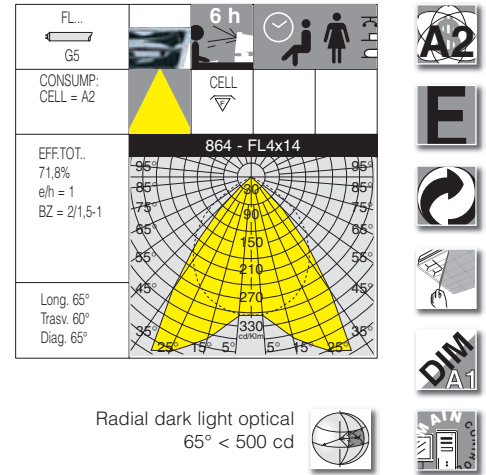 FL...
G5
6 h
CONSUMP:
CELL = A2
CELL
F
EFF.TOT..
71,8%
e/h = 1
BZ = 2/1,5-1
864 - FL4x14
95° 95°
85° 30 85°
75° 90 75°
65° 150 65°
55° 210 55°
45° 270 45°
35° 330 35°
cd/Klm
25° 15° 5° 5° 15° 25°
Long. 65°
Trasv. 60°
Diag. 65°
A2
E
DIM
A1
Radial dark light optical
65° < 500 cd